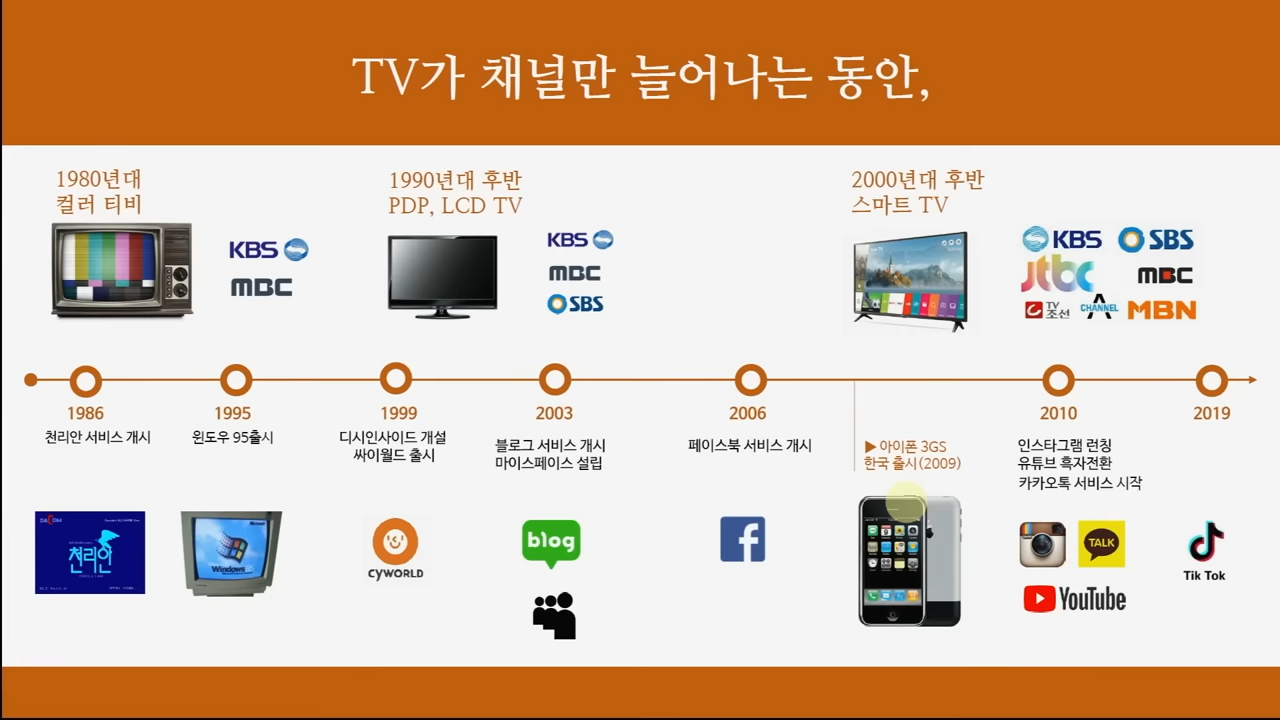 TV가 채널만 늘어나는 동안,
1980년대
컬러 티비
KBS
MBC
1990년대 후반
PDP, LCD TV
KBS
MBC
SBS
2000년대 후반
스마트 TV
KBS SBS
jtbc MBC
TV조선 CHANNEL A MBN
1986
천리안 서비스 개시
1995
윈도우 95출시
1999
디시인사이드 개설
싸이월드 출시
2003
블로그 서비스 개시
마이스페이스 설립
2006
페이스북 서비스 개시
▶ 아이폰 3GS
한국 출시(2009)
2010
인스타그램 런칭
유튜브 흑자전환
카카오톡 서비스 시작
2019
DACOM
천리안
Windows
CYWORLD
blog
f
TALK
YouTube
Tik Tok